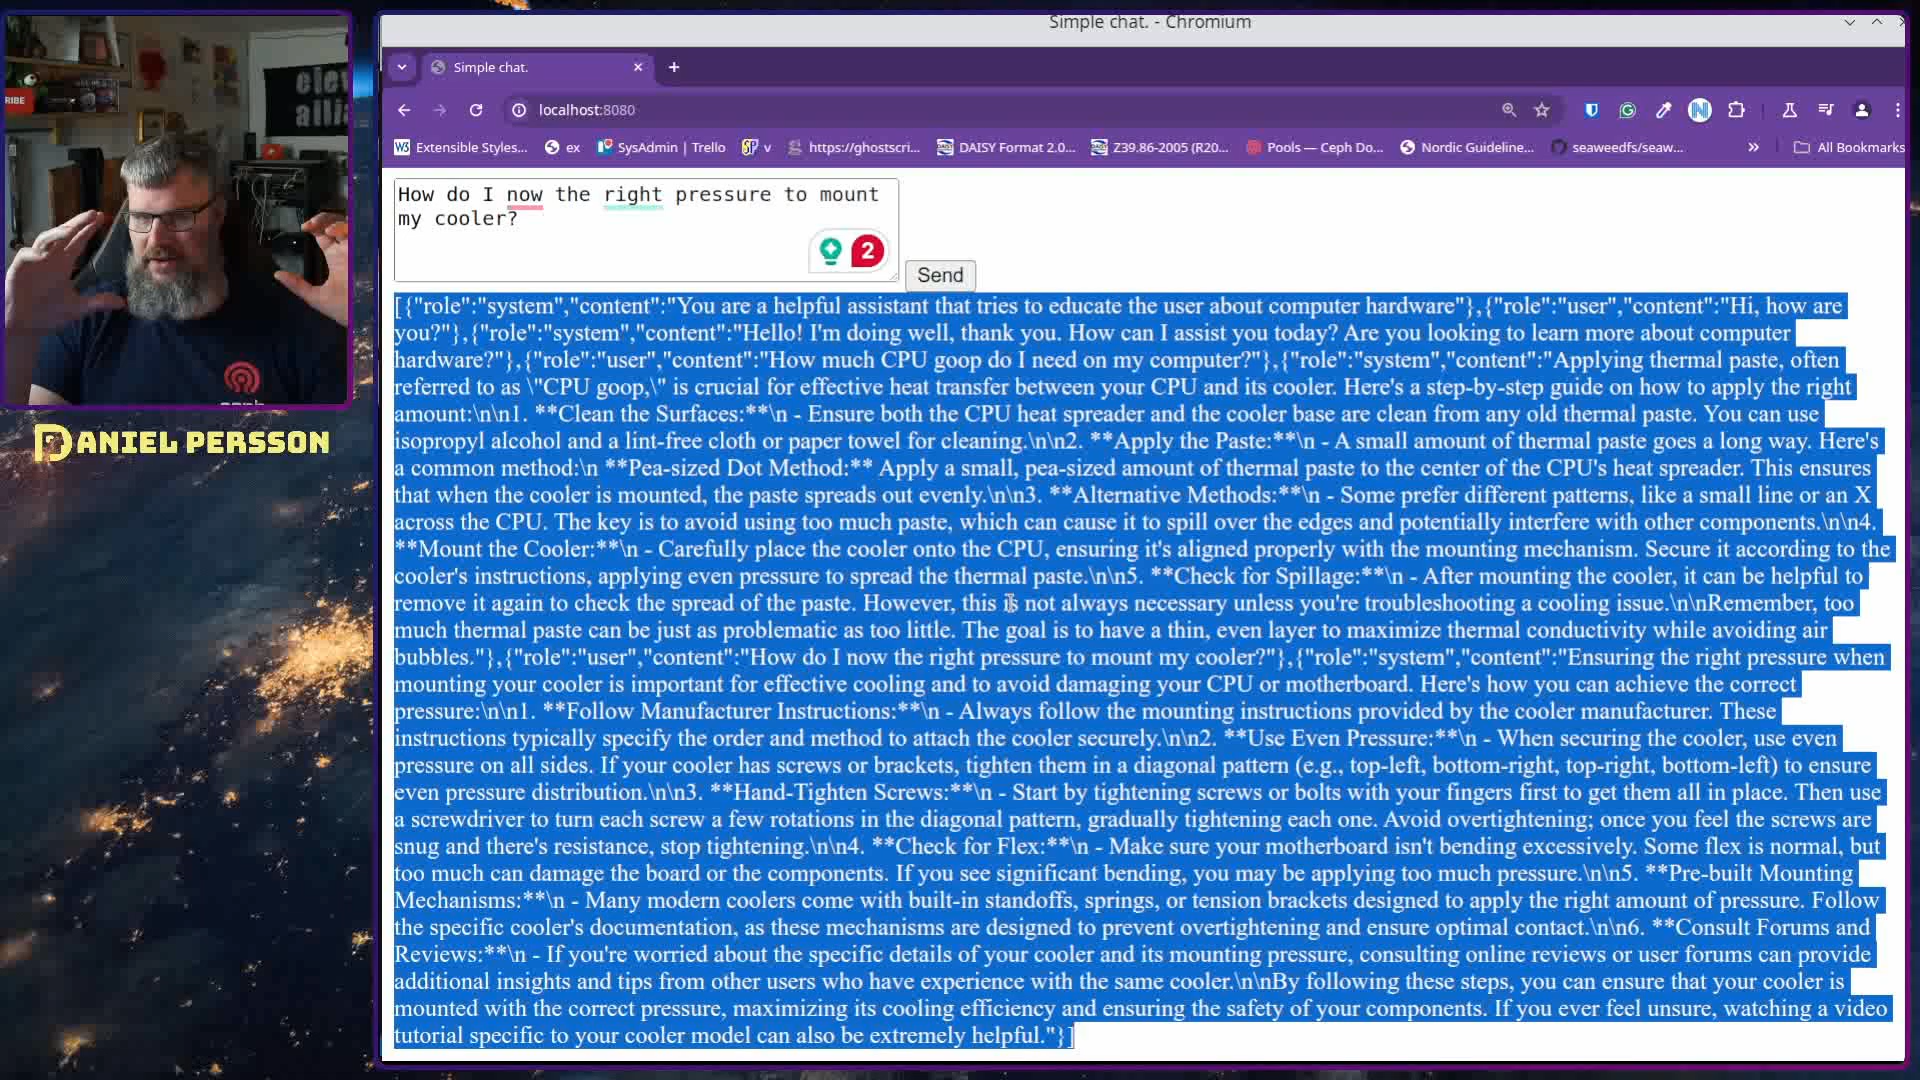 Simple chat. - Chromium
Simple chat.
localhost:8080
Extensible Styles...
ex
SysAdmin | Trello
v
https://ghostscri...
DAISY Format 2.0...
Z39.86-2005 (R20...
Pools — Ceph Do...
Nordic Guideline...
seaweedfs/seaw...
All Bookmarks
RIBE
DANIEL PERSSON
How do I now the right pressure to mount
my cooler?
2
Send
[{"role":"system","content":"You are a helpful assistant that tries to educate the user about computer hardware"},{"role":"user","content":"Hi, how are
you?"},{"role":"system","content":"Hello! I'm doing well, thank you. How can I assist you today? Are you looking to learn more about computer
hardware?"},{"role":"user","content":"How much CPU goop do I need on my computer?"},{"role":"system","content":"Applying thermal paste, often
referred to as \"CPU goop,\" is crucial for effective heat transfer between your CPU and its cooler. Here's a step-by-step guide on how to apply the right
amount:\n\n1. **Clean the Surfaces:**\n - Ensure both the CPU heat spreader and the cooler base are clean from any old thermal paste. You can use
isopropyl alcohol and a lint-free cloth or paper towel for cleaning.\n\n2. **Apply the Paste:**\n - A small amount of thermal paste goes a long way. Here's
a common method:\n **Pea-sized Dot Method:** Apply a small, pea-sized amount of thermal paste to the center of the CPU's heat spreader. This ensures
that when the cooler is mounted, the paste spreads out evenly.\n\n3. **Alternative Methods:**\n - Some prefer different patterns, like a small line or an X
across the CPU. The key is to avoid using too much paste, which can cause it to spill over the edges and potentially interfere with other components.\n\n4.
**Mount the Cooler:**\n - Carefully place the cooler onto the CPU, ensuring it's aligned properly with the mounting mechanism. Secure it according to the
cooler's instructions, applying even pressure to spread the thermal paste.\n\n5. **Check for Spillage:**\n - After mounting the cooler, it can be helpful to
remove it again to check the spread of the paste. However, this is not always necessary unless you're troubleshooting a cooling issue.\n\nRemember, too
much thermal paste can be just as problematic as too little. The goal is to have a thin, even layer to maximize thermal conductivity while avoiding air
bubbles."},{"role":"user","content":"How do I now the right pressure to mount my cooler?"},{"role":"system","content":"Ensuring the right pressure when
mounting your cooler is important for effective cooling and to avoid damaging your CPU or motherboard. Here's how you can achieve the correct
pressure:\n\n1. **Follow Manufacturer Instructions:**\n - Always follow the mounting instructions provided by the cooler manufacturer. These
instructions typically specify the order and method to attach the cooler securely.\n\n2. **Use Even Pressure:**\n - When securing the cooler, use even
pressure on all sides. If your cooler has screws or brackets, tighten them in a diagonal pattern (e.g., top-left, bottom-right, top-right, bottom-left) to ensure
even pressure distribution.\n\n3. **Hand-Tighten Screws:**\n - Start by tightening screws or bolts with your fingers first to get them all in place. Then use
a screwdriver to turn each screw a few rotations in the diagonal pattern, gradually tightening each one. Avoid overtightening; once you feel the screws are
snug and there's resistance, stop tightening.\n\n4. **Check for Flex:**\n - Make sure your motherboard isn't bending excessively. Some flex is normal, but
too much can damage the board or the components. If you see significant bending, you may be applying too much pressure.\n\n5. **Pre-built Mounting
Mechanisms:**\n - Many modern coolers come with built-in standoffs, springs, or tension brackets designed to apply the right amount of pressure. Follow
the specific cooler's documentation, as these mechanisms are designed to prevent overtightening and ensure optimal contact.\n\n6. **Consult Forums and
Reviews:**\n - If you're worried about the specific details of your cooler and its mounting pressure, consulting online reviews or user forums can provide
additional insights and tips from other users who have experience with the same cooler.\n\nBy following these steps, you can ensure that your cooler is
mounted with the correct pressure, maximizing its cooling efficiency and ensuring the safety of your components. If you ever feel unsure, watching a video
tutorial specific to your cooler model can also be extremely helpful."}]